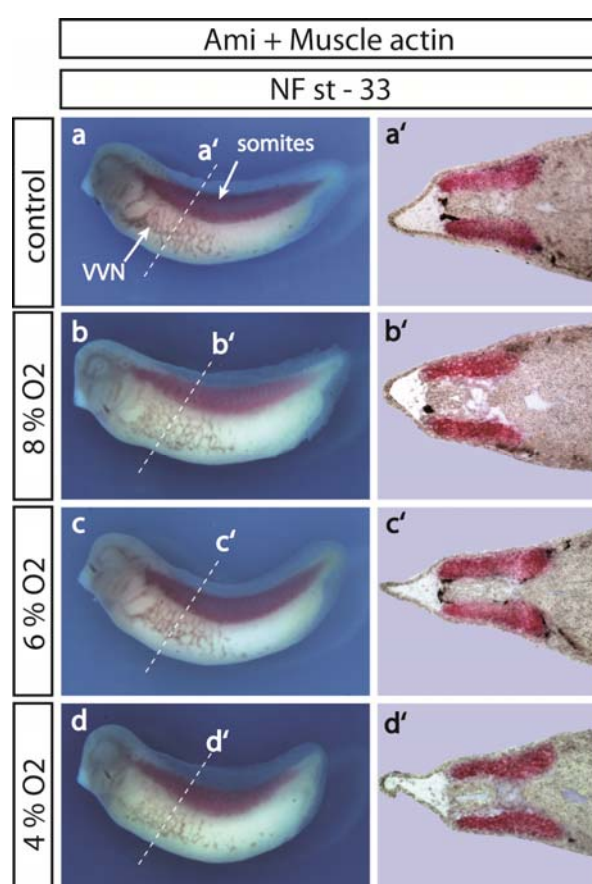 Ami + Muscle actin
NF st - 33
control
a
a'
somites
VVN
a'
8 % O2
b
b'
b'
6 % O2
c
c'
c'
4 % O2
d
d'
d'